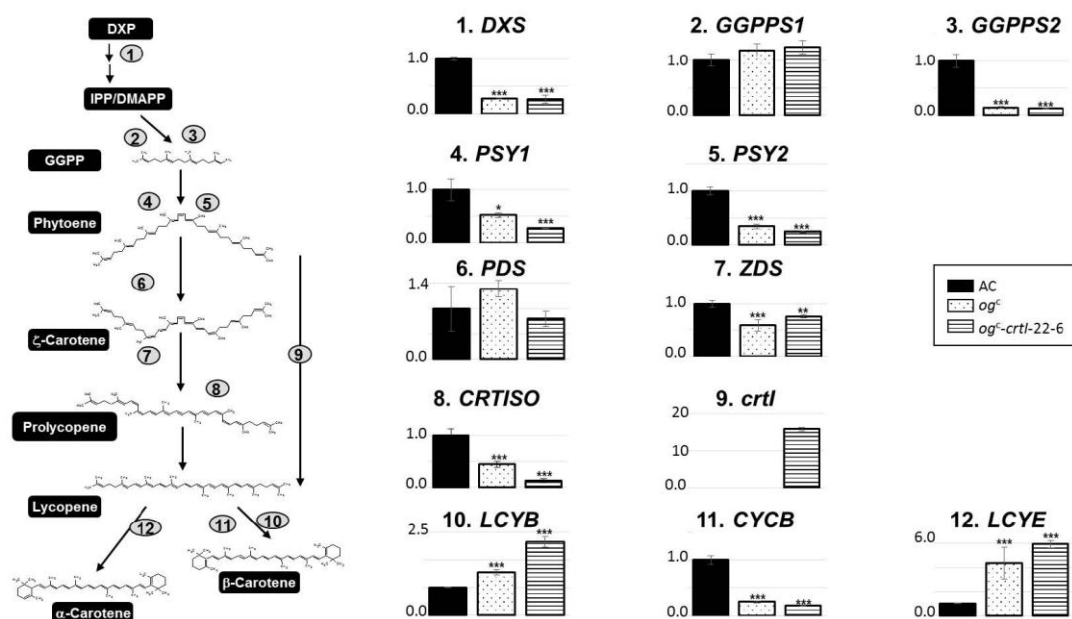 DXP
1
IPP/DMAPP
2
3
GGPP
4
5
Phytoene
6
ζ-Carotene
7
8
9
Prolycopene
Lycopene
12
11
10
β-Carotene
α-Carotene
1. DXS
1.0
0.0
***
***
2. GGPPS1
1.0
0.0
3. GGPPS2
1.0
0.0
***
***
4. PSY1
1.0
0.0
*
***
5. PSY2
1.0
0.0
***
***
6. PDS
1.4
0.0
7. ZDS
1.0
0.0
***
**
8. CRTISO
1.0
0.0
***
***
9. crtI
20
10
0
10. LCYB
2.5
0.0
***
***
11. CYCB
1.0
0.0
***
***
12. LCYE
6.0
0.0
***
***
AC
ogᶜ
ogᶜ-crtI-22-6